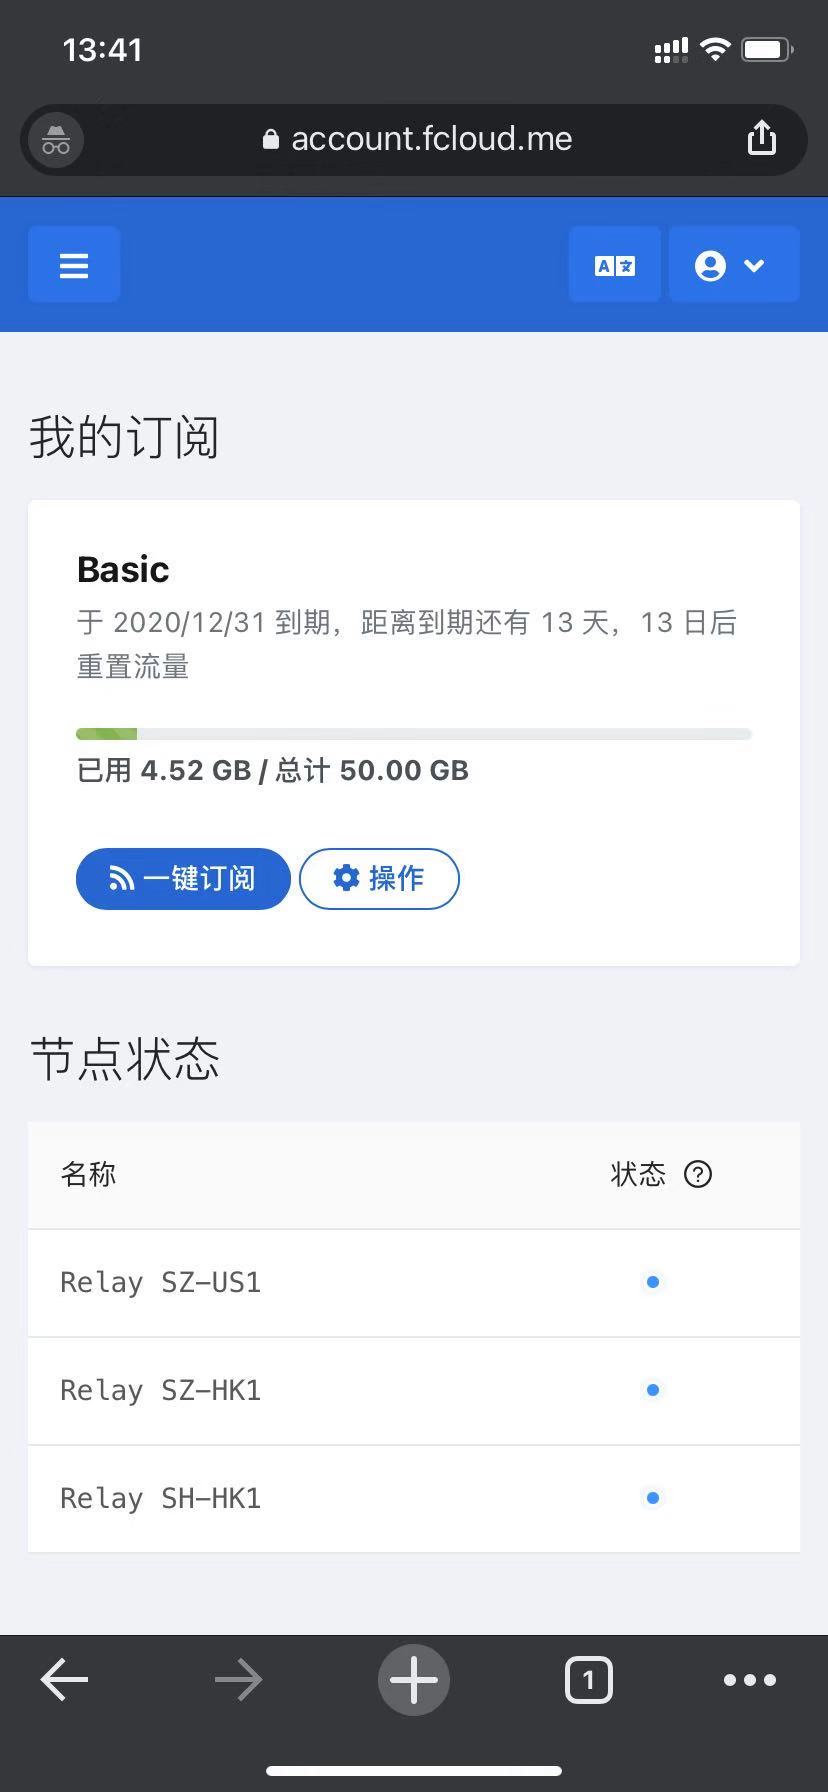 13:41
account.fcloud.me
A 文
我的订阅
Basic
于 2020/12/31 到期，距离到期还有 13 天，13 日后
重置流量
已用 4.52 GB / 总计 50.00 GB
一键订阅 操作
节点状态
名称 状态 ?
Relay SZ-US1
Relay SZ-HK1
Relay SH-HK1
1